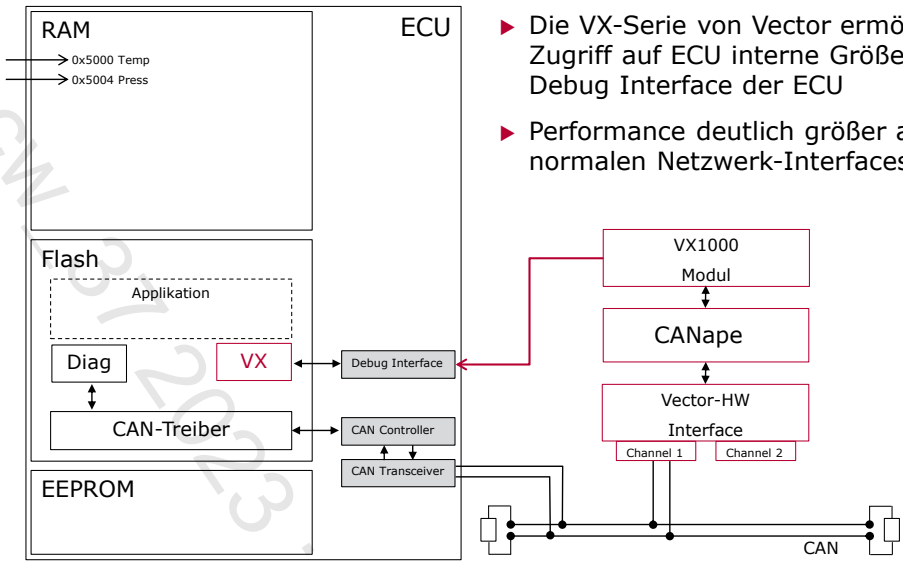 RAM
ECU
0x5000 Temp
0x5004 Press
▶ Die VX-Serie von Vector
Zugriff auf ECU interne
Debug Interface der ECU
▶ Performance deutlich größer
normalen Netzwerk-Interfaces
Flash
Applikation
Diag
VX
CAN-Treiber
EEPROM
Debug Interface
CAN Controller
CAN Transceiver
VX1000
Modul
CANape
Vector-HW
Interface
Channel 1
Channel 2
CAN
37 2023